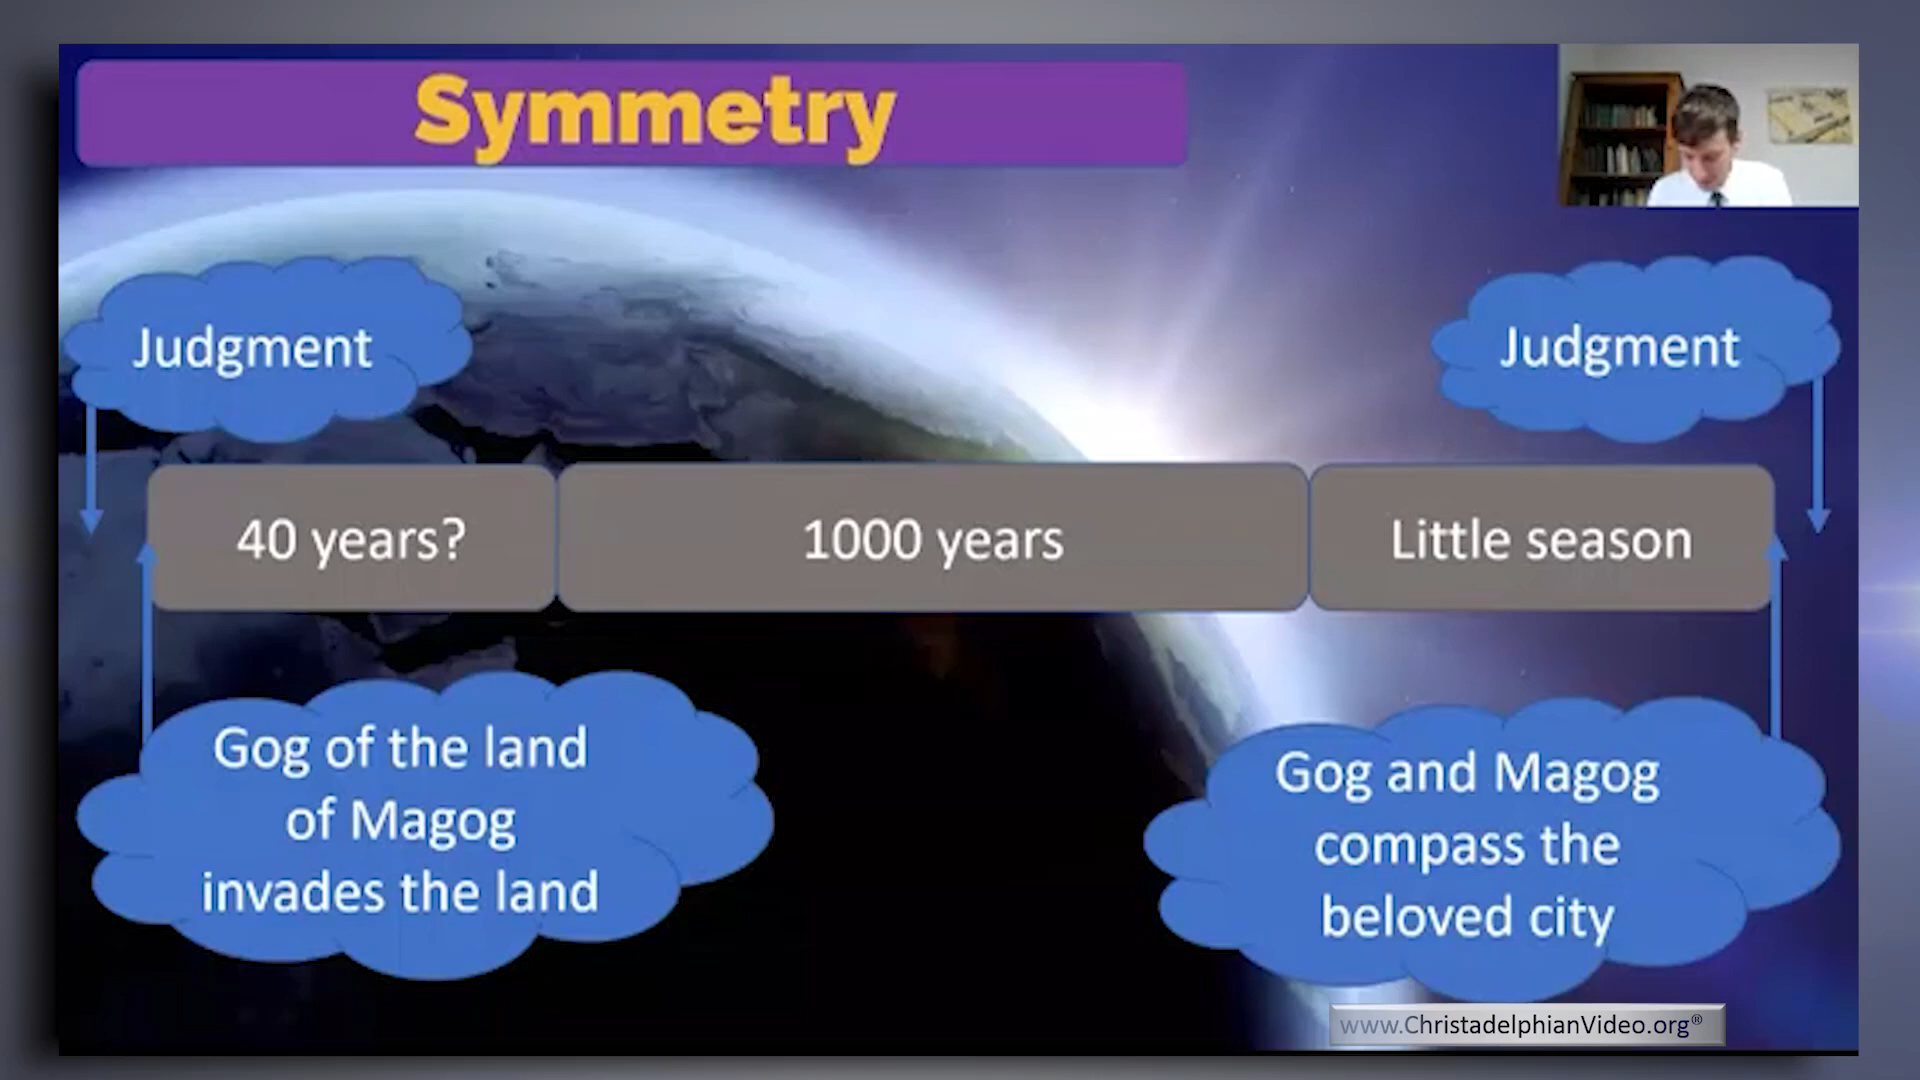 Symmetry
Judgment
Judgment
40 years?
1000 years
Little season
Gog of the land
of Magog
invades the land
Gog and Magog
compass the
beloved city
www.ChristadelphianVideo.org®